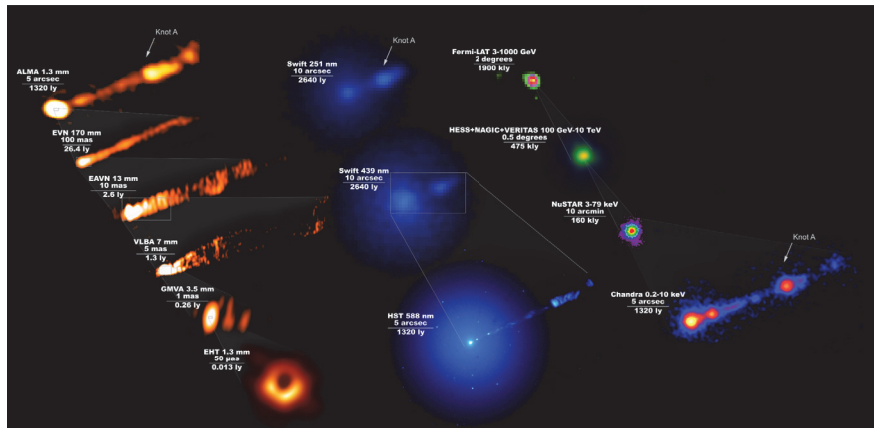 Knot A
ALMA 1.3 mm
5 arcsec
1320 ly
EVN 170 mm
100 mas
26.4 ly
EAVN 13 mm
10 mas
2.6 ly
VLBA 7 mm
5 mas
1.3 ly
GMVA 3.5 mm
1 mas
0.26 ly
EHT 1.3 mm
50 μas
0.013 ly
Knot A
Swift 251 nm
10 arcsec
2640 ly
Swift 439 nm
10 arcsec
2640 ly
HST 588 nm
5 arcsec
1320 ly
Fermi-LAT 3-1000 GeV
2 degrees
1900 kly
HESS+NAGIC+VERITAS 100 GeV-10 TeV
0.5 degrees
475 kly
NuSTAR 3-79 keV
10 arcmin
160 kly
Knot A
Chandra 0.2-10 keV
5 arcsec
1320 ly